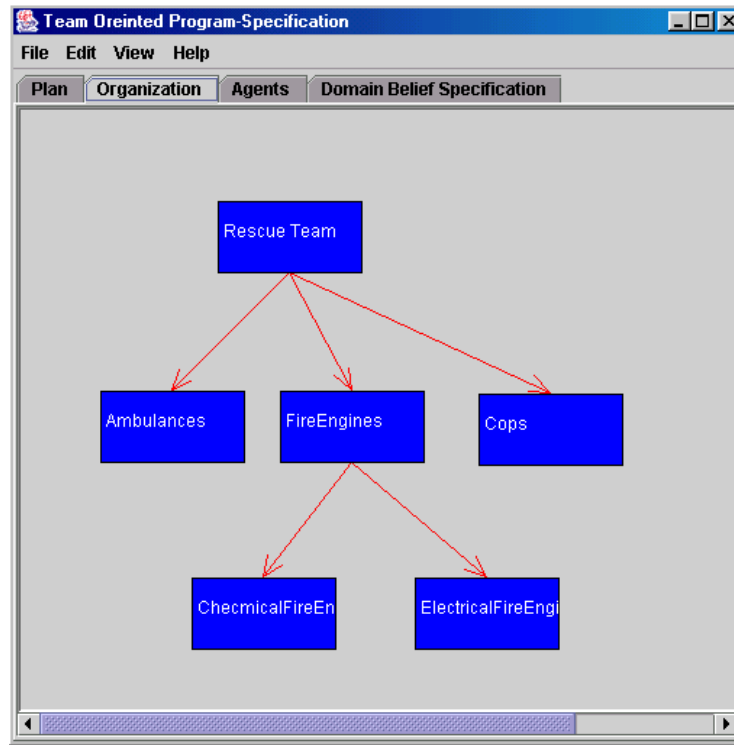 Team Oreinted Program-Specification
File Edit View Help
Plan Organization Agents Domain Belief Specification
Rescue Team
Ambulances FireEngines Cops
ChecmicalFireEn ElectricalFireEngi